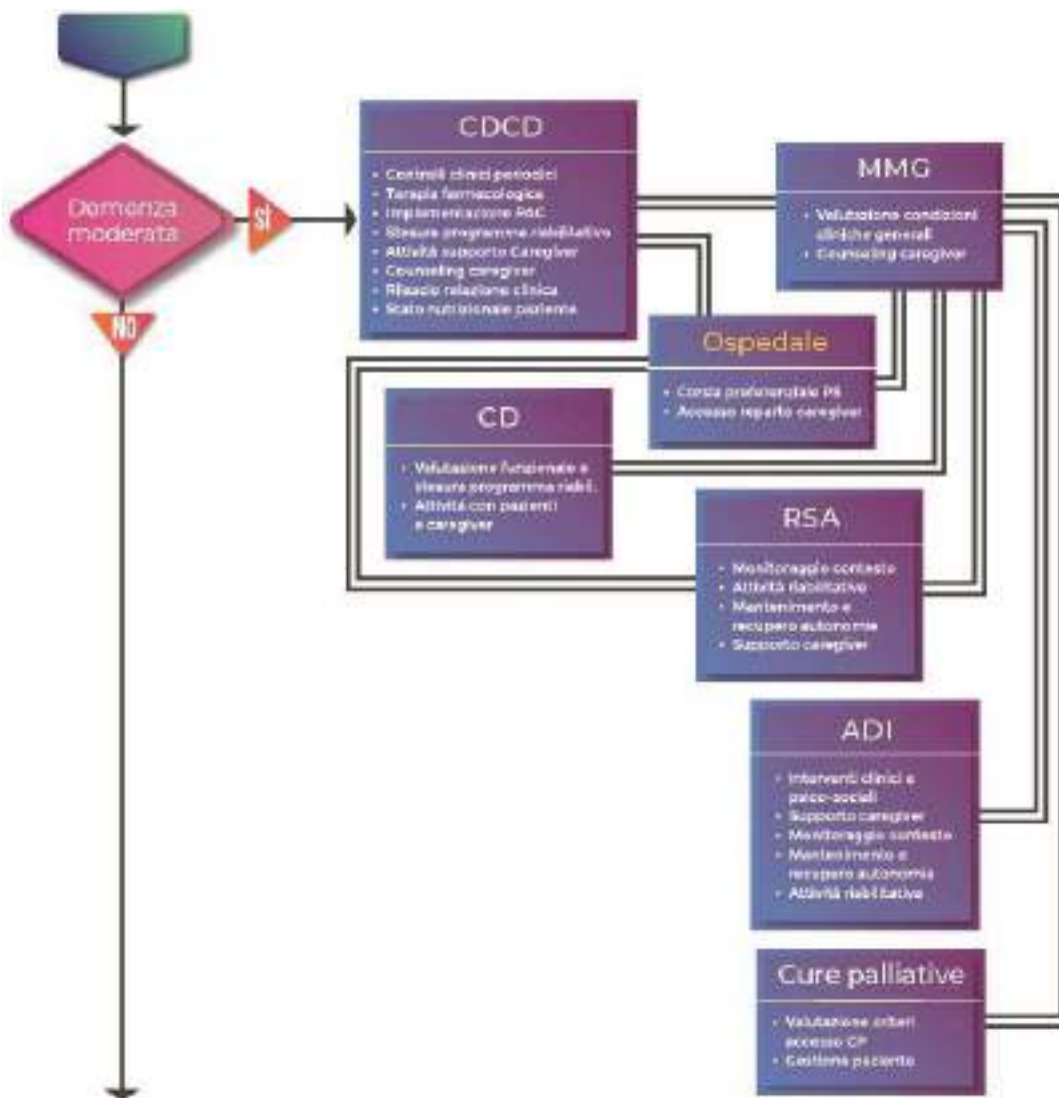 Demenza
moderata
SÌ
NO
CDCD
• Controlli clinici periodici
• Terapia farmacologica
• Implementazione PAC
• Stesura programma riabilitativo
• Attività supporto Caregiver
• Counseling caregiver
• Rilascio relazione clinica
• Stato nutrizionale paziente
MMG
• Valutazione condizioni
cliniche generali
• Counseling caregiver
Ospedale
• Corsia preferenziale PS
• Accesso reparto caregiver
CD
• Valutazione funzionale e
stesura programma riabil.
• Attività con pazienti
e caregiver
RSA
• Monitoraggio contesto
• Attività riabilitative
• Mantenimento e
recupero autonomie
• Supporto caregiver
ADI
• Interventi clinici e
psico-sociali
• Supporto caregiver
• Monitoraggio contesto
• Mantenimento e
recupero autonomia
• Attività riabilitative
Cure palliative
• Valutazione criteri
accesso CP
• Gestione paziente